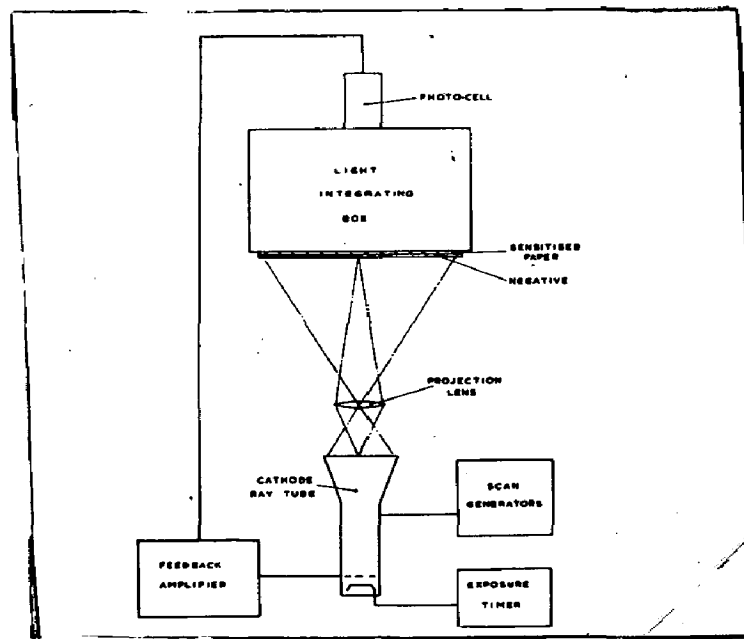 PHOTO-CELL
LIGHT
INTEGRATING
BOX
SENSITISED
PAPER
NEGATIVE
PROJECTION
LENS
CATHODE
RAY TUBE
SCAN
GENERATORS
FEEDBACK
AMPLIFIER
EXPOSURE
TIMER